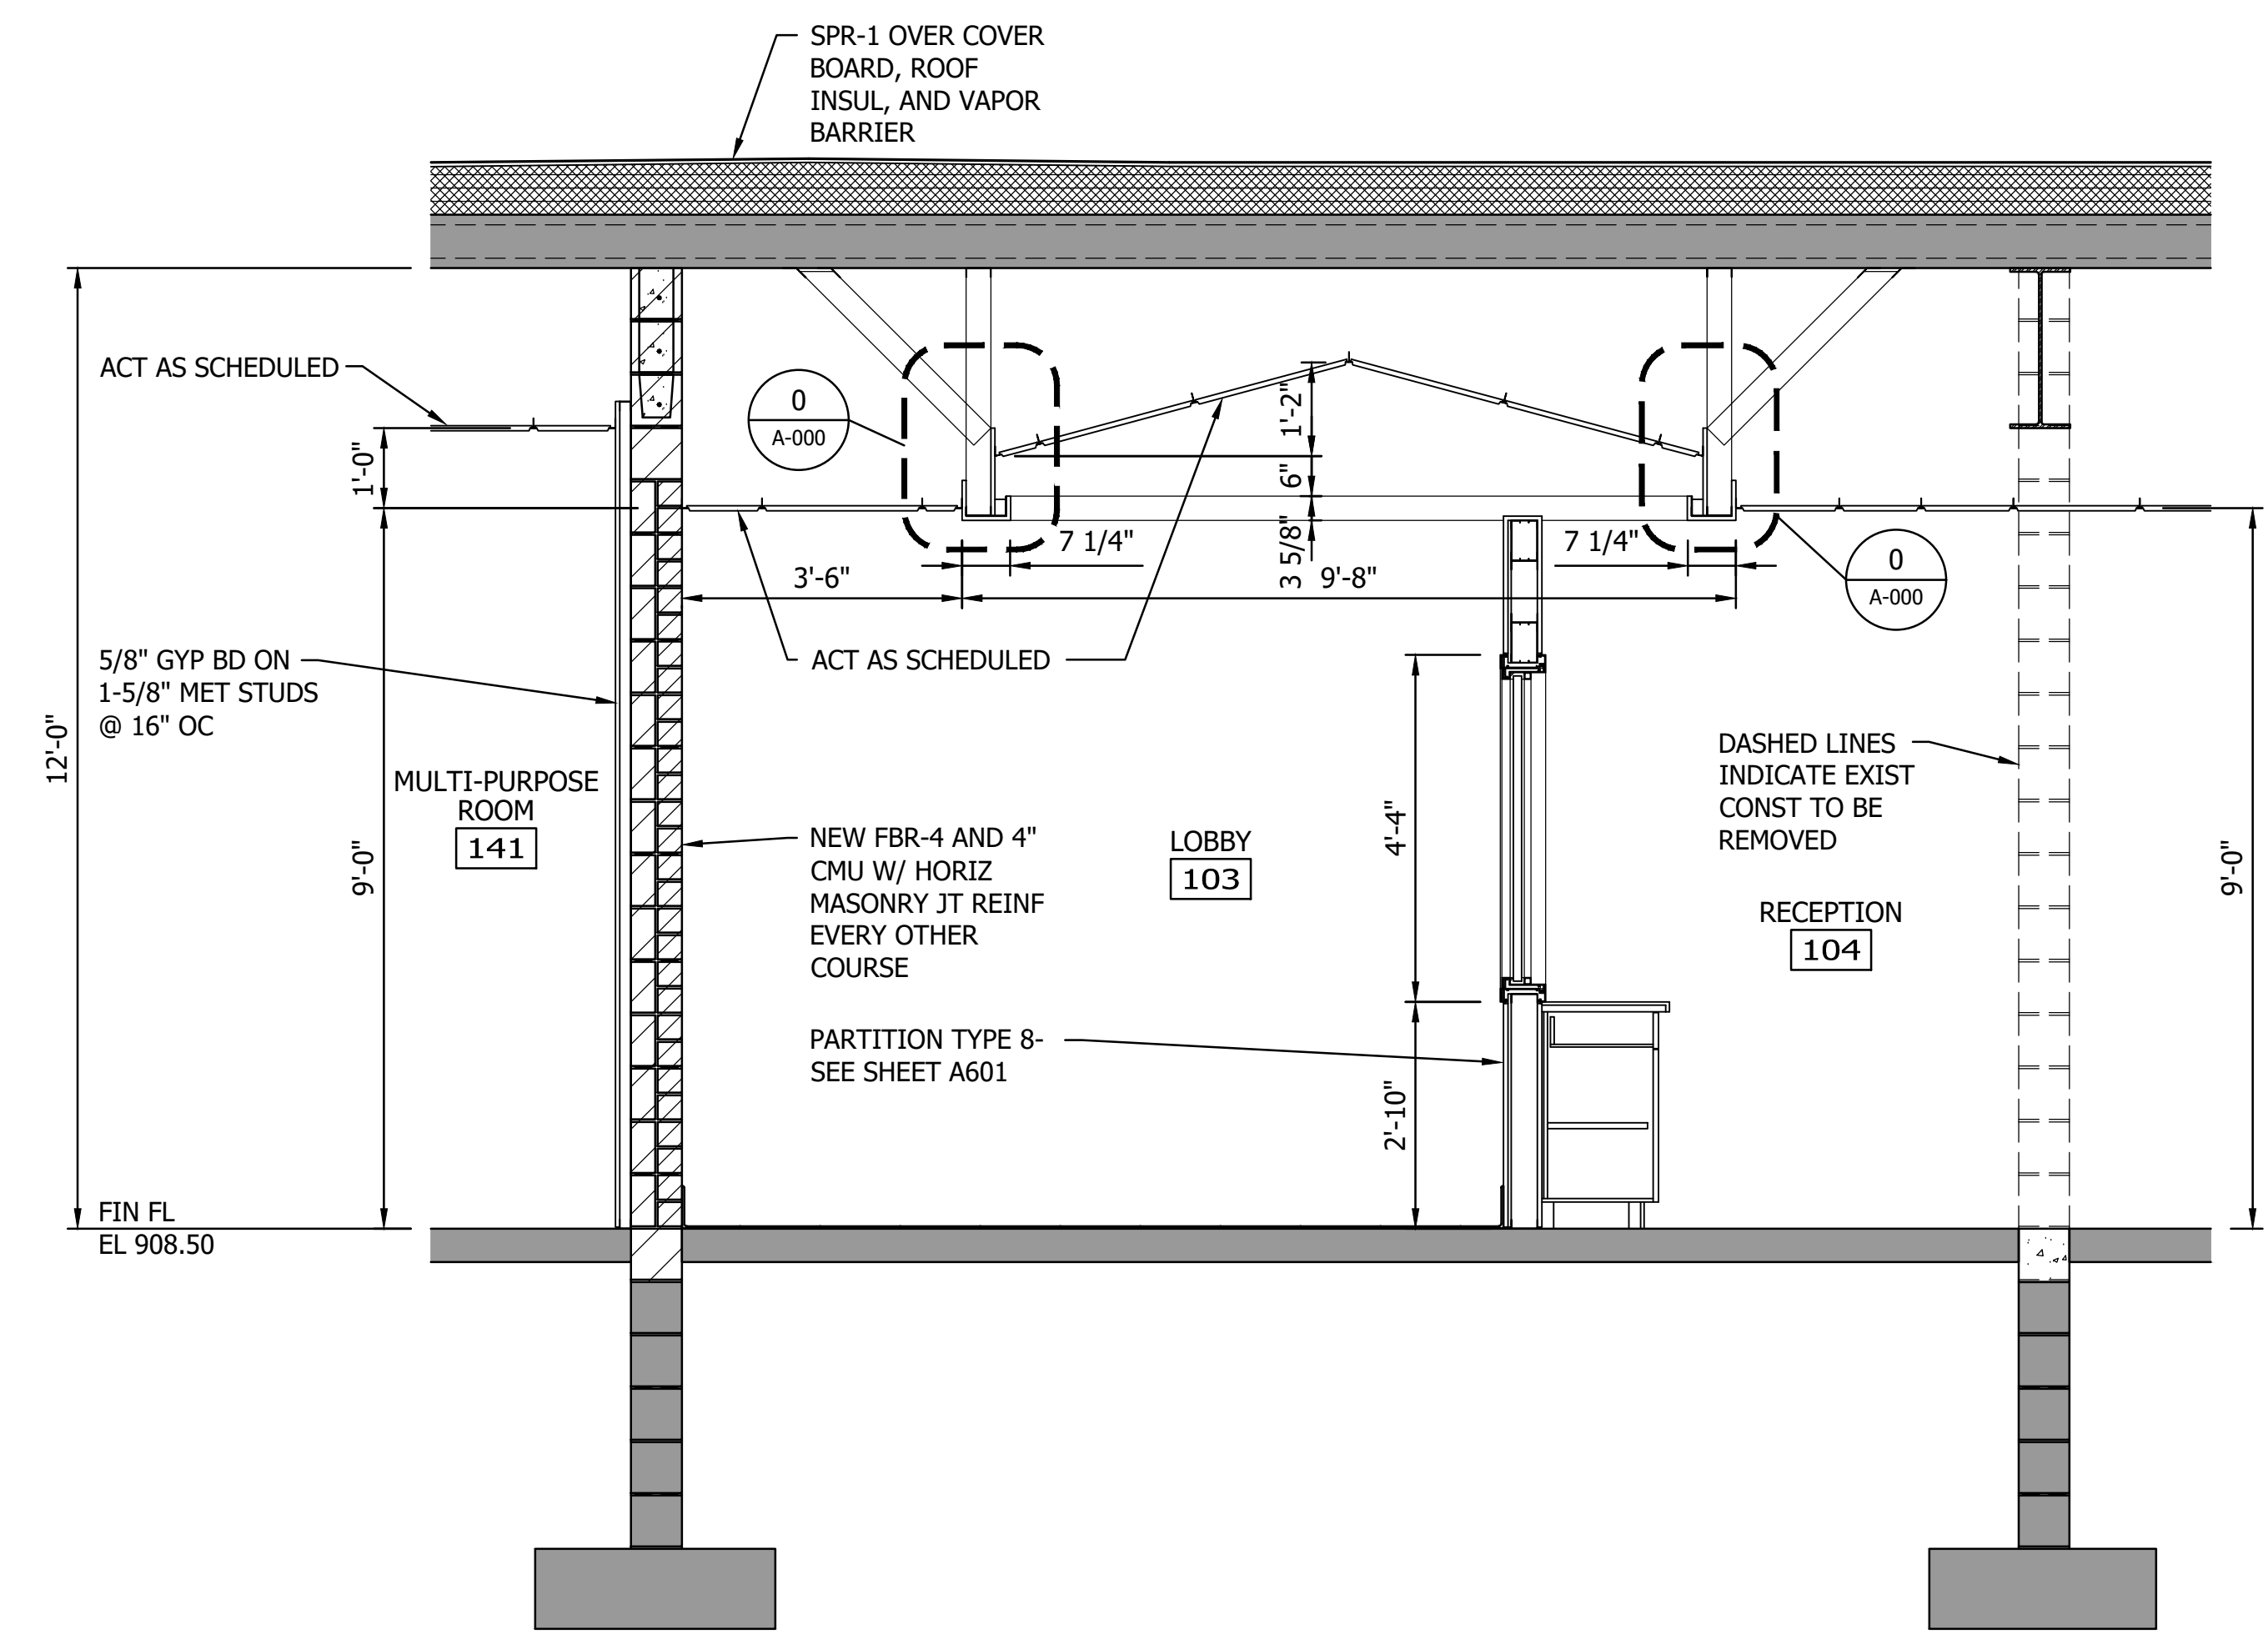 SPR-1 OVER COVER
BOARD, ROOF
INSUL, AND VAPOR
BARRIER
ACT AS SCHEDULED
0
A-000
1'-0"
1'-2"
6"
3 5/8"
7 1/4"
7 1/4"
3'-6"
9'-8"
0
A-000
ACT AS SCHEDULED
5/8" GYP BD ON
1-5/8" MET STUDS
@ 16" OC
12'-0"
9'-0"
MULTI-PURPOSE
ROOM
141
NEW FBR-4 AND 4"
CMU W/ HORIZ
MASONRY JT REINF
EVERY OTHER
COURSE
LOBBY
103
4'-4"
DASHED LINES
INDICATE EXIST
CONST TO BE
REMOVED
RECEPTION
104
9'-0"
PARTITION TYPE 8-
SEE SHEET A601
2'-10"
FIN FL
EL 908.50